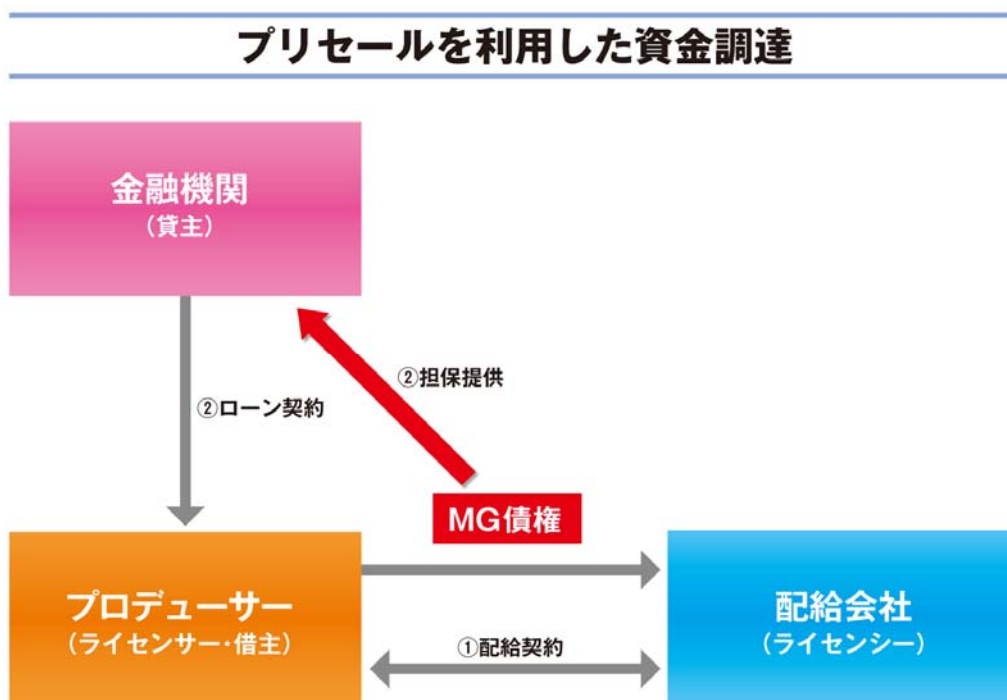 プリセールを利用した資金調達
金融機関
（貸主）
②担保提供
②ローン契約
MG債権
プロデューサー
（ライセンサー・借主）
①配給契約
配給会社
（ライセンシー）